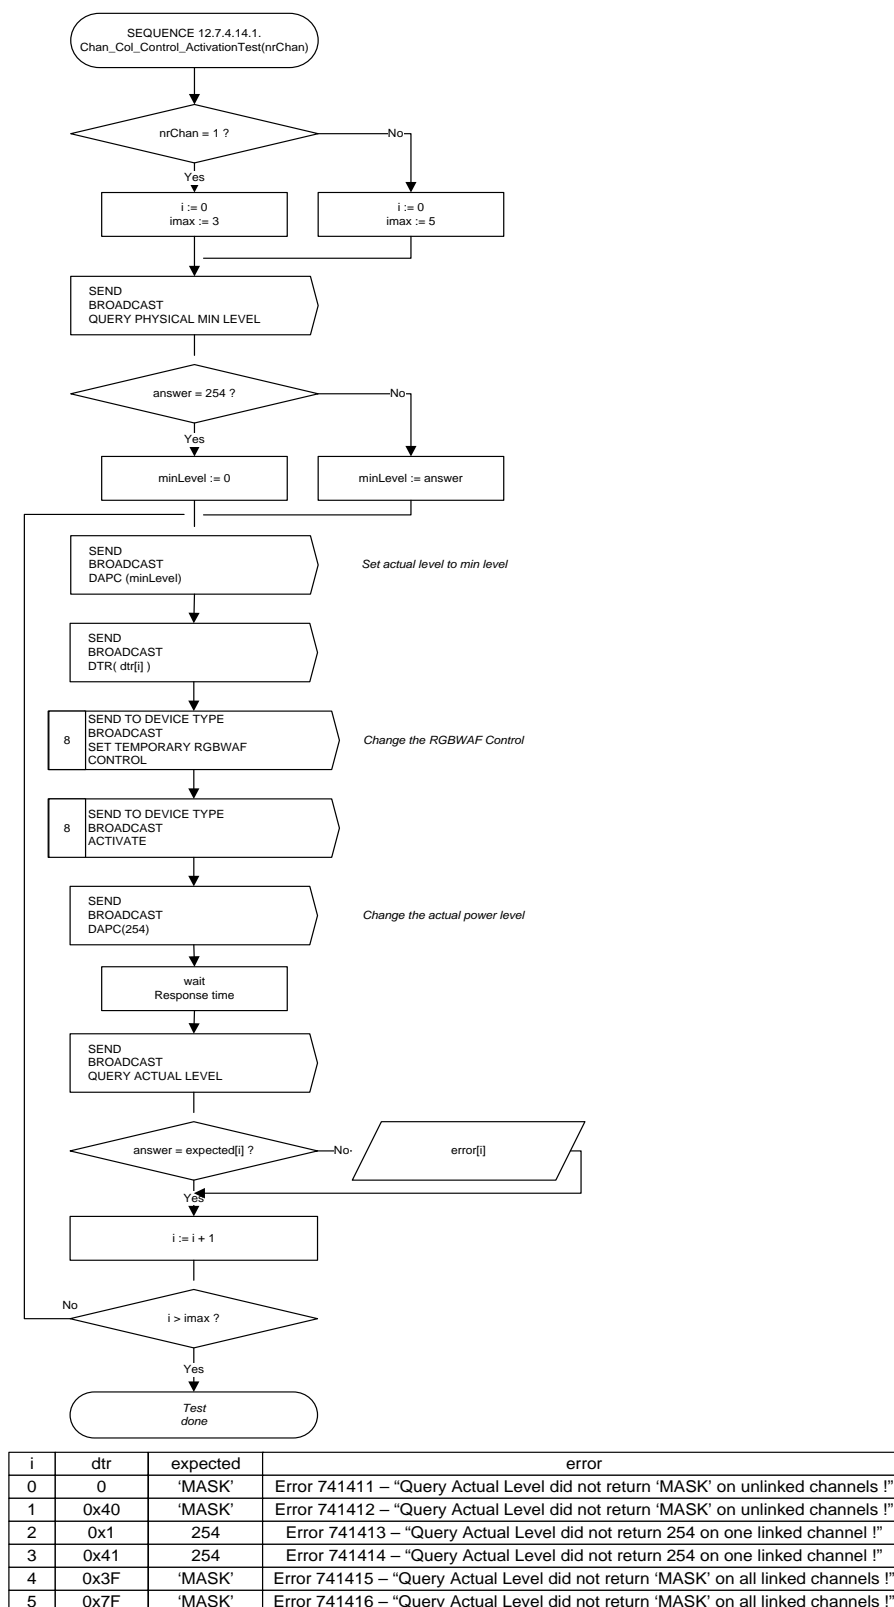 SEQUENCE 12.7.4.14.1.
Chan_Col_Control_ActivationTest(nrChan)
nrChan = 1 ?
No
Yes
i := 0
imax := 3
i := 0
imax := 5
SEND
BROADCAST
QUERY PHYSICAL MIN LEVEL
answer = 254 ?
No
Yes
minLevel := 0
minLevel := answer
SEND
BROADCAST
DAPC (minLevel)
Set actual level to min level
SEND
BROADCAST
DTR( dtr[i] )
8
SEND TO DEVICE TYPE
BROADCAST
SET TEMPORARY RGBWAF
CONTROL
Change the RGBWAF Control
8
SEND TO DEVICE TYPE
BROADCAST
ACTIVATE
SEND
BROADCAST
DAPC(254)
Change the actual power level
wait
Response time
SEND
BROADCAST
QUERY ACTUAL LEVEL
answer = expected[i] ?
No
error[i]
Yes
i := i + 1
No
i > imax ?
Yes
Test
done
i dtr expected error
0 0 ‘MASK’ Error 741411 – “Query Actual Level did not return ‘MASK’ on unlinked channels !”
1 0x40 ‘MASK’ Error 741412 – “Query Actual Level did not return ‘MASK’ on unlinked channels !”
2 0x1 254 Error 741413 – “Query Actual Level did not return 254 on one linked channel !”
3 0x41 254 Error 741414 – “Query Actual Level did not return 254 on one linked channel !”
4 0x3F ‘MASK’ Error 741415 – “Query Actual Level did not return ‘MASK’ on all linked channels !”
5 0x7F ‘MASK’ Error 741416 – “Query Actual Level did not return ‘MASK’ on all linked channels !”